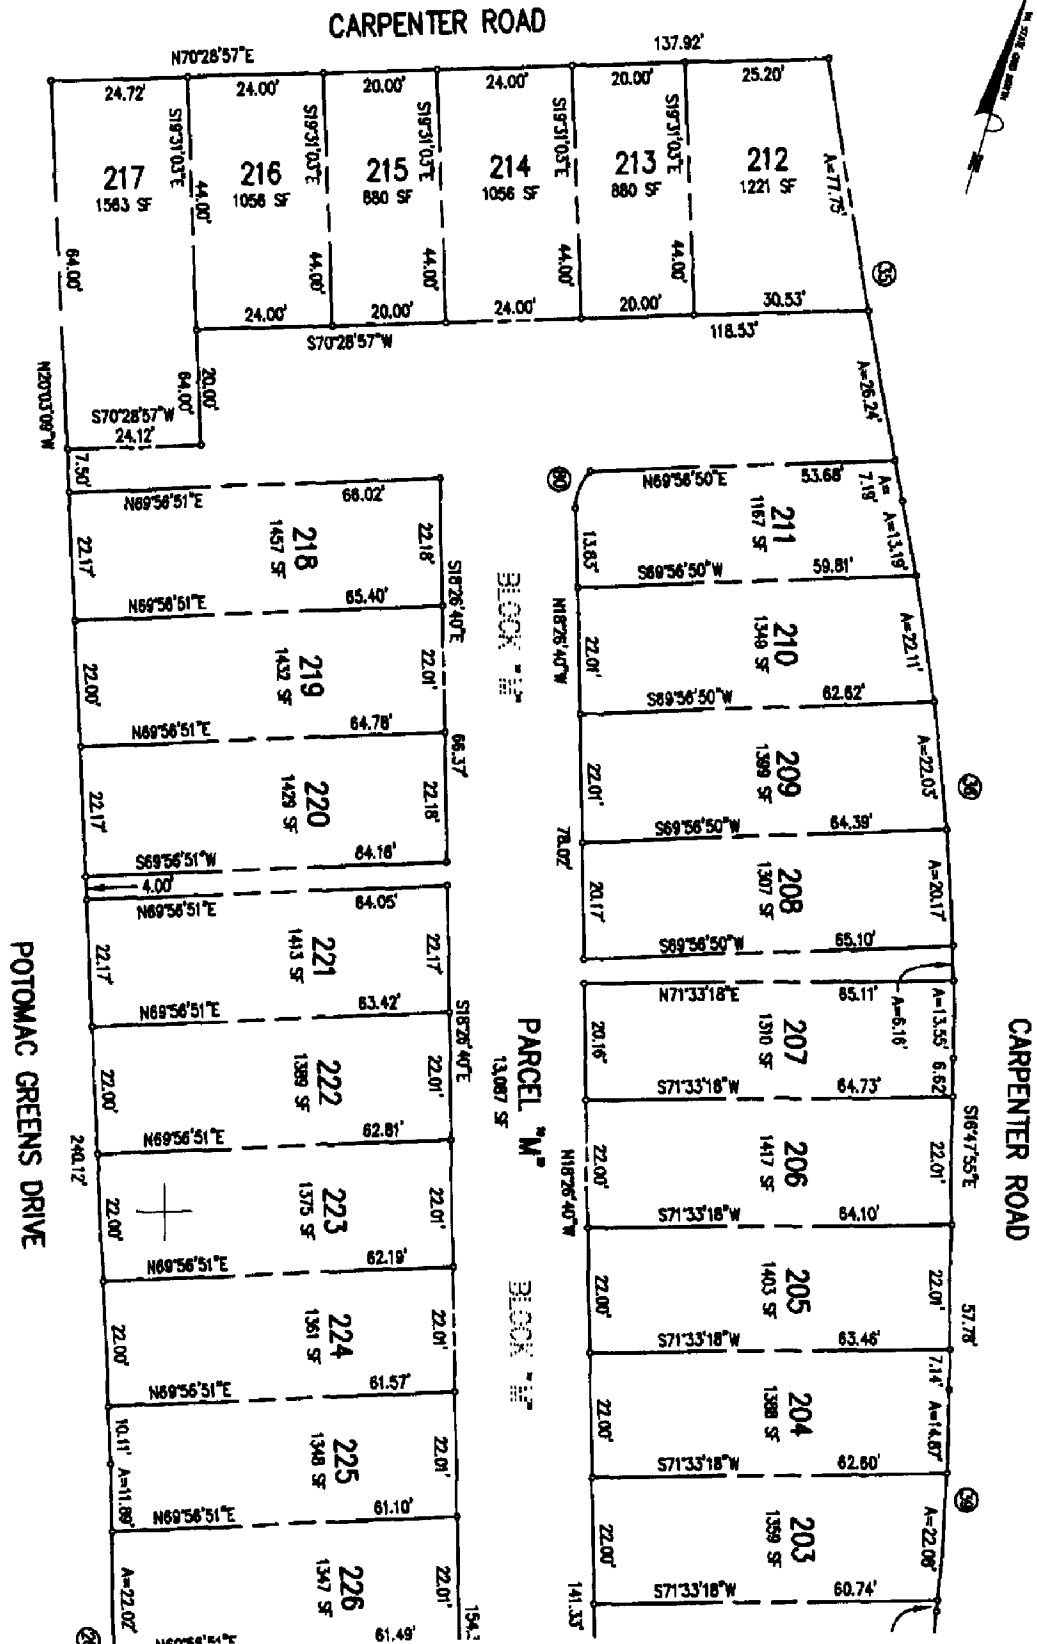 CARPENTER ROAD
N70°28'57"E
137.92'
24.72'
24.00'
20.00'
24.00'
20.00'
25.20'
S19°31'03"E
S19°31'03"E
S19°31'03"E
S19°31'03"E
S19°31'03"E
217
1563 SF
216
1056 SF
215
880 SF
214
1056 SF
213
880 SF
212
1221 SF
A=77.75'
44.00'
44.00'
44.00'
44.00'
44.00'
64.00'
35
24.00'
20.00'
24.00'
20.00'
30.53'
S70°28'57"W
118.53'
N20°03'09"W
20.00'
64.00'
S70°28'57"W
24.12'
A=26.24'
7.50'
N69°56'51"E
66.02'
60
N69°56'50"E
53.68'
A=
7.19'
218
1457 SF
22.17'
22.18'
S18°26'40"E
211
1167 SF
13.63'
A=13.19'
S69°56'50"W
59.81'
N69°56'51"E
65.40'
BLOCK
N18°26'40"W
219
1432 SF
22.00'
22.01'
210
1349 SF
22.01'
A=22.11'
S69°56'50"W
62.62'
N69°56'51"E
64.78'
66.37'
220
1429 SF
22.17'
22.18'
209
1399 SF
22.01'
A=22.03'
36
S69°56'50"W
64.39'
78.02'
S69°56'51"W
64.16'
4.00'
208
1307 SF
20.17'
A=20.17'
N69°56'51"E
64.05'
S69°56'50"W
65.10'
221
1413 SF
22.17'
22.17'
N71°33'18"E
65.11'
A=6.16'
A=13.55'
N69°56'51"E
63.42'
S18°26'40"E
PARCEL "M"
13,087 SF
207
1310 SF
20.16'
6.62'
S71°33'18"W
64.73'
222
1389 SF
22.00'
22.01'
240.12'
N69°56'51"E
62.81'
206
1417 SF
22.00'
22.01'
S16°47'55"E
CARPENTER ROAD
N18°26'40"W
S71°33'18"W
64.10'
POTOMAC GREENS DRIVE
223
1375 SF
22.00'
22.01'
N69°56'51"E
62.19'
205
1403 SF
22.00'
22.01'
57.78'
BLOCK
S71°33'18"W
63.46'
224
1361 SF
22.00'
22.01'
N69°56'51"E
61.57'
204
1388 SF
22.00'
7.14'
A=14.87'
S71°33'18"W
62.60'
225
1348 SF
10.11'
A=11.89'
22.01'
N69°56'51"E
61.10'
203
1359 SF
22.00'
A=22.08'
S71°33'18"W
60.74'
141.33'
226
1347 SF
A=22.02'
22.01'
61.49'